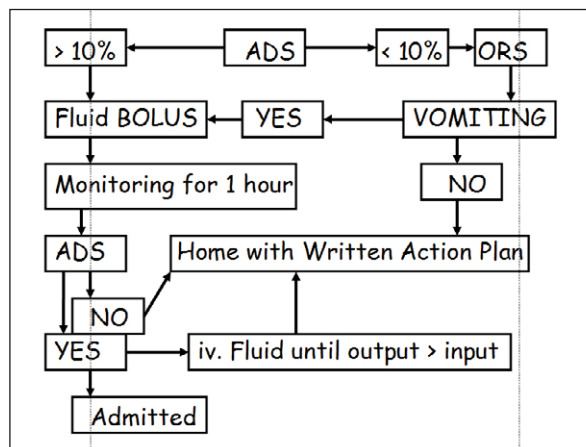 > 10%
ADS
< 10%
ORS
Fluid BOLUS
YES
VOMITING
Monitoring for 1 hour
NO
ADS
Home with Written Action Plan
NO
YES
iv. Fluid until output > input
Admitted